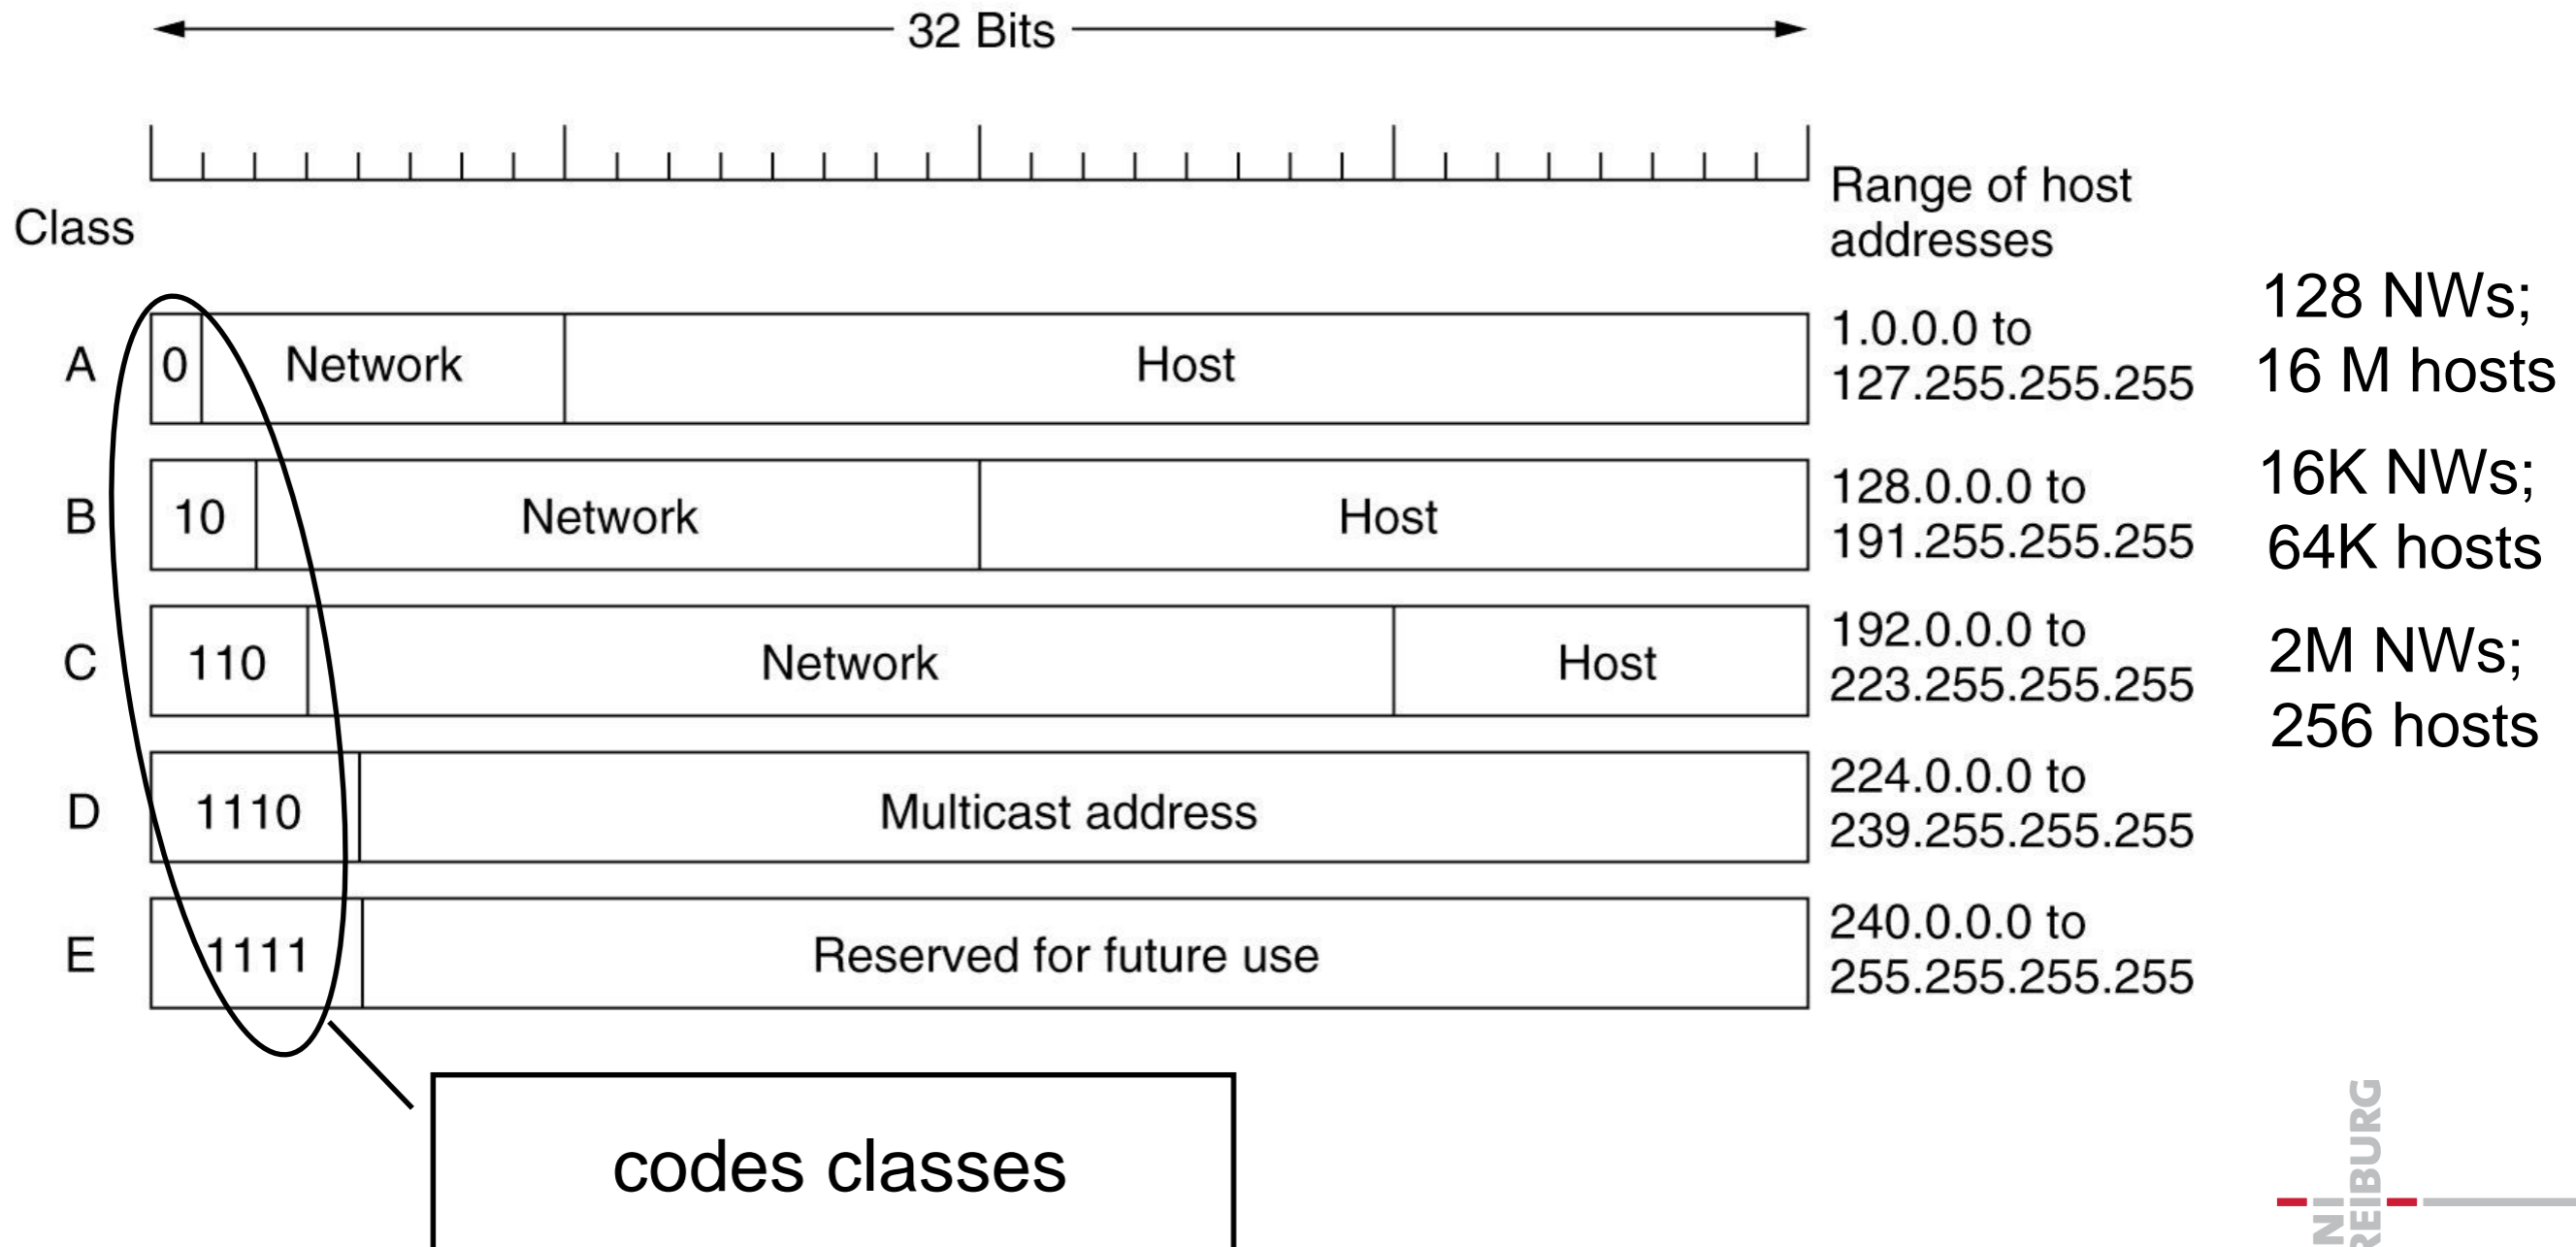 32 Bits
Class
Range of host
addresses
A
0
Network
Host
1.0.0.0 to
127.255.255.255
128 NWs;
16 M hosts
B
10
Network
Host
128.0.0.0 to
191.255.255.255
16K NWs;
64K hosts
C
110
Network
Host
192.0.0.0 to
223.255.255.255
2M NWs;
256 hosts
D
1110
Multicast address
224.0.0.0 to
239.255.255.255
E
1111
Reserved for future use
240.0.0.0 to
255.255.255.255
codes classes
NI
REIBURG